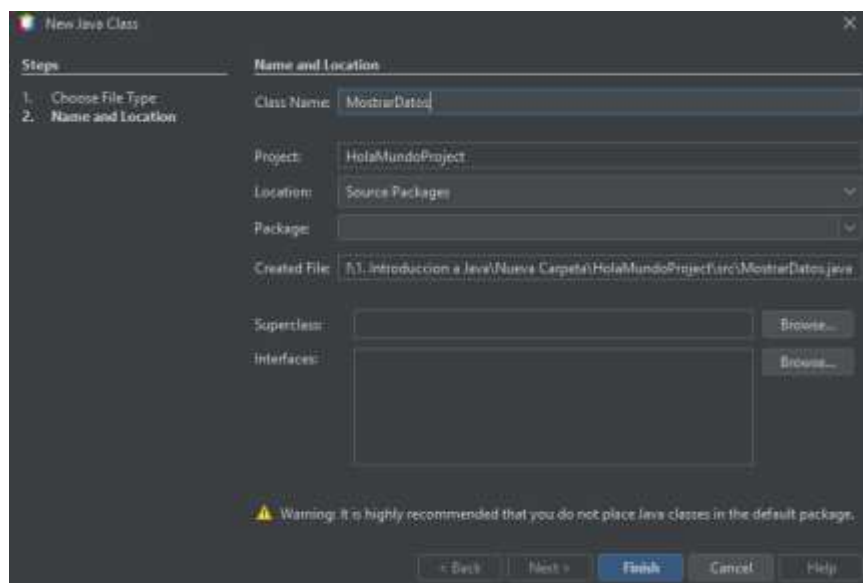 New Java Class
Steps
1. Choose File Type
2. Name and Location
Name and Location
Class Name: MostrarDatos
Project: HolaMundoProject
Location: Source Packages
Package:
Created File: 1\1. Introduccion a Java\Nueva Carpeta\HolaMundoProject\src\MostrarDatos.java
Superclass:
Browse...
Interfaces:
Browse...
Warning: It is highly recommended that you do not place Java classes in the default package.
< Back Next > Finish Cancel Help